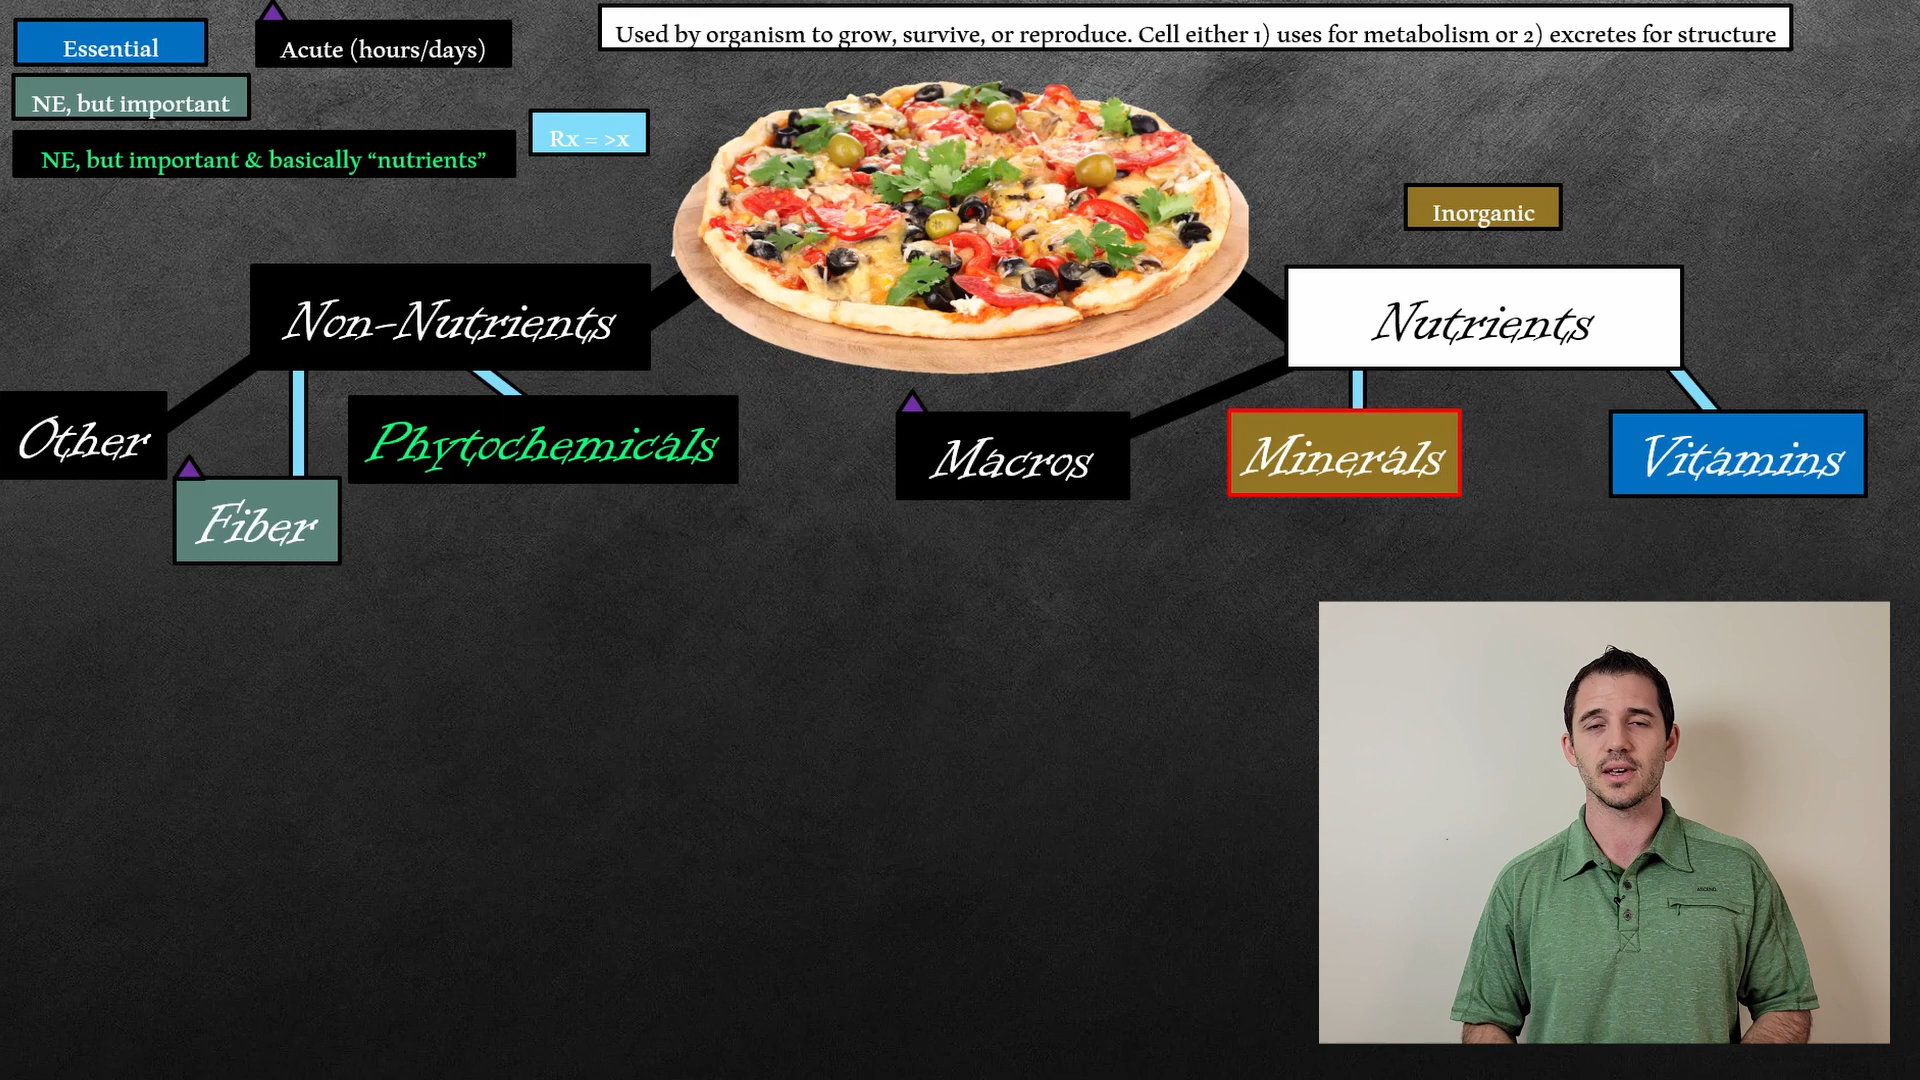 Essential
Acute (hours/days)
Used by organism to grow, survive, or reproduce. Cell either 1) uses for metabolism or 2) excretes for structure
NE, but important
Rx = >x
NE, but important & basically “nutrients”
Inorganic
Non-Nutrients
Nutrients
Other
Phytochemicals
Macros
Minerals
Vitamins
Fiber
ASCEND